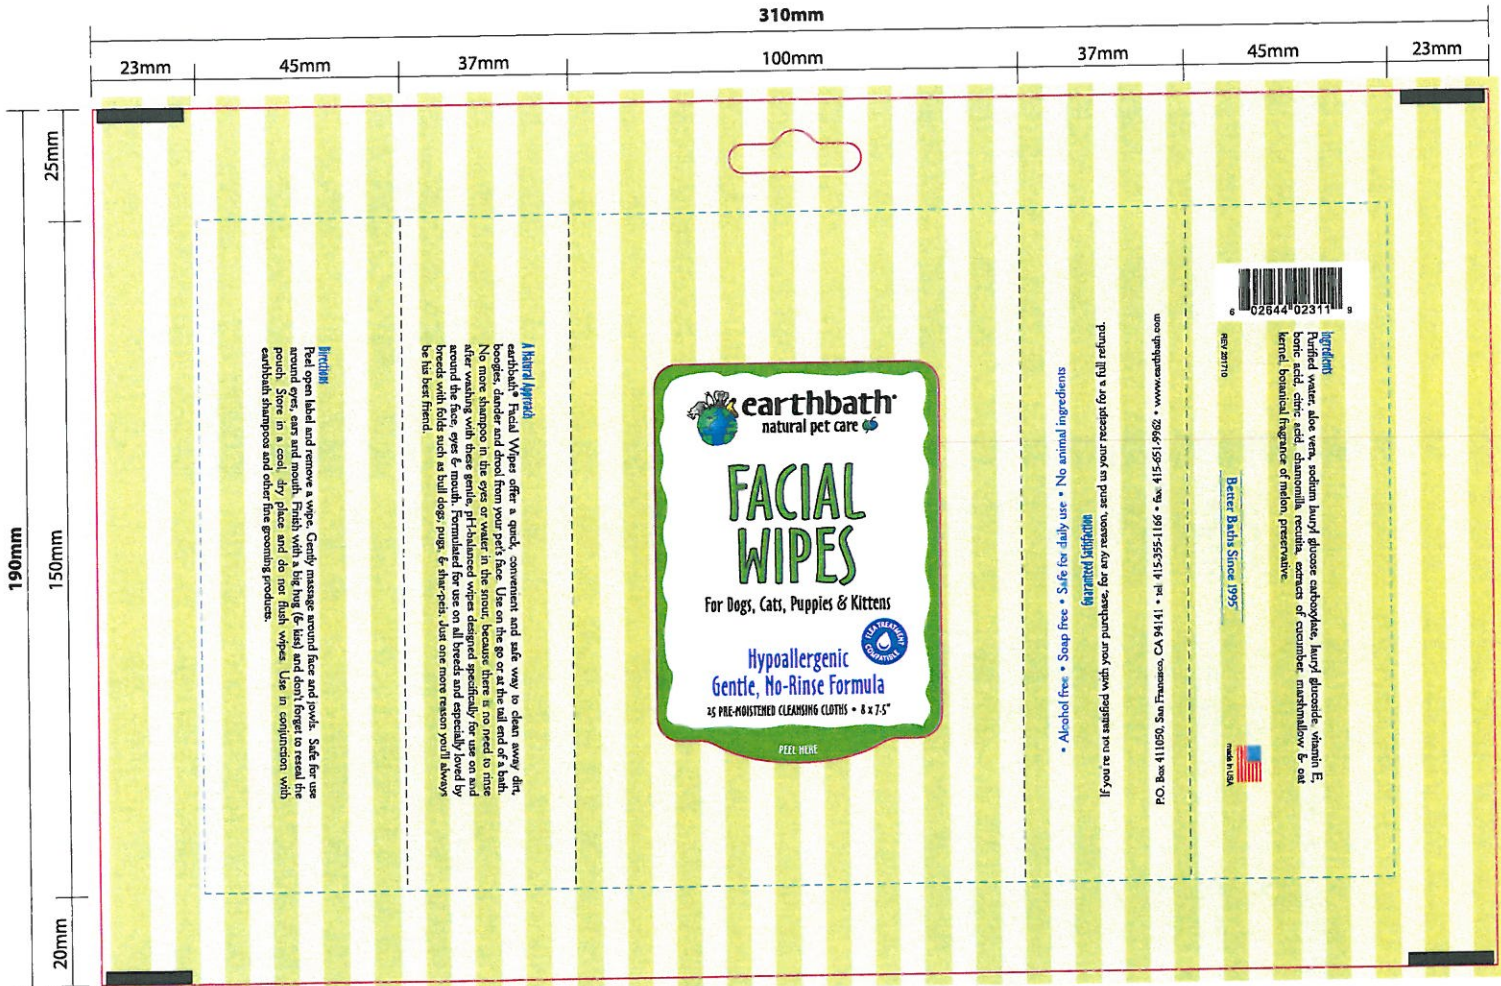 310mm
23mm
45mm
37mm
100mm
37mm
45mm
23mm
190mm
25mm
150mm
20mm
Directions
Peel open label and remove a wipe. Gently massage around face and jowls. Safe for use
around eyes, ears and mouth. Finish with a big hug (& kiss) and don't forget to reseal the
pouch. Store in a cool, dry place and do not flush wipes. Use in conjunction with
earthbath shampoos and other fine grooming products.
A Natural Approach
earthbath® Facial Wipes offer a quick, convenient and safe way to clean away dirt,
boogies, dander and drool from your pet's face. Use on the go or at the tail end of a bath.
No more shampoo in the eyes or water in the snout, because there is no need to rinse
after washing with these gentle, pH-balanced wipes designed specifically for use on and
around the face, eyes & mouth. Formulated for use on all breeds and especially loved by
breeds with folds such as bull dogs, pugs, & shar-peis. Just one more reason you'll always
be his best friend.
earthbath®
natural pet care
FACIAL
WIPES
For Dogs, Cats, Puppies & Kittens
FLEA TREATMENT
COMPATIBLE
Hypoallergenic
Gentle, No-Rinse Formula
25 PRE-MOISTENED CLEANSING CLOTHS • 8 x 7.5"
PEEL HERE
• Alcohol free • Soap free • Safe for daily use • No animal ingredients
Guaranteed Satisfaction
If you're not satisfied with your purchase, for any reason, send us your receipt for a full refund.
P.O. Box 411050, San Francisco, CA 94141 • tel 415-355-1166 • fax 415-651-9962 • www.earthbath.com
Ingredients
Purified water, aloe vera, sodium lauryl glucose carboxylate, lauryl glucoside, vitamin E,
boric acid, citric acid, chamomilla recutita, extracts of cucumber, marshmallow & oat
kernel, botanical fragrance of melon, preservative.
6 02644 02311 9
REV 201710
Better Baths Since 1995
made in USA